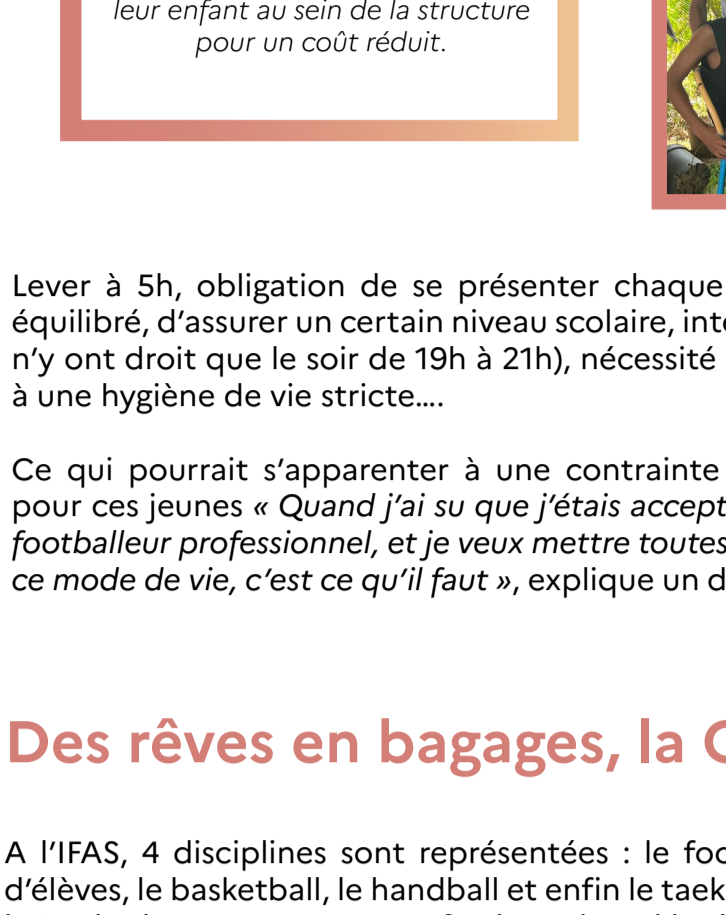 leur enfant au sein de la structure
pour un coût réduit.
Lever à 5h, obligation de se présenter chaque
équilibré, d’assurer un certain niveau scolaire,
n’y ont droit que le soir de 19h à 21h), nécessité
à une hygiène de vie stricte....
Ce qui pourrait s’apparenter à une contrainte
pour ces jeunes « Quand j’ai su que j’étais accept
footballeur professionnel, et je veux mettre toutes
ce mode de vie, c’est ce qu’il faut », explique un d
Des rêves en bagages, la
A l’IFAS, 4 disciplines sont représentées : le foo
d’élèves, le basketball, le handball et enfin le taek